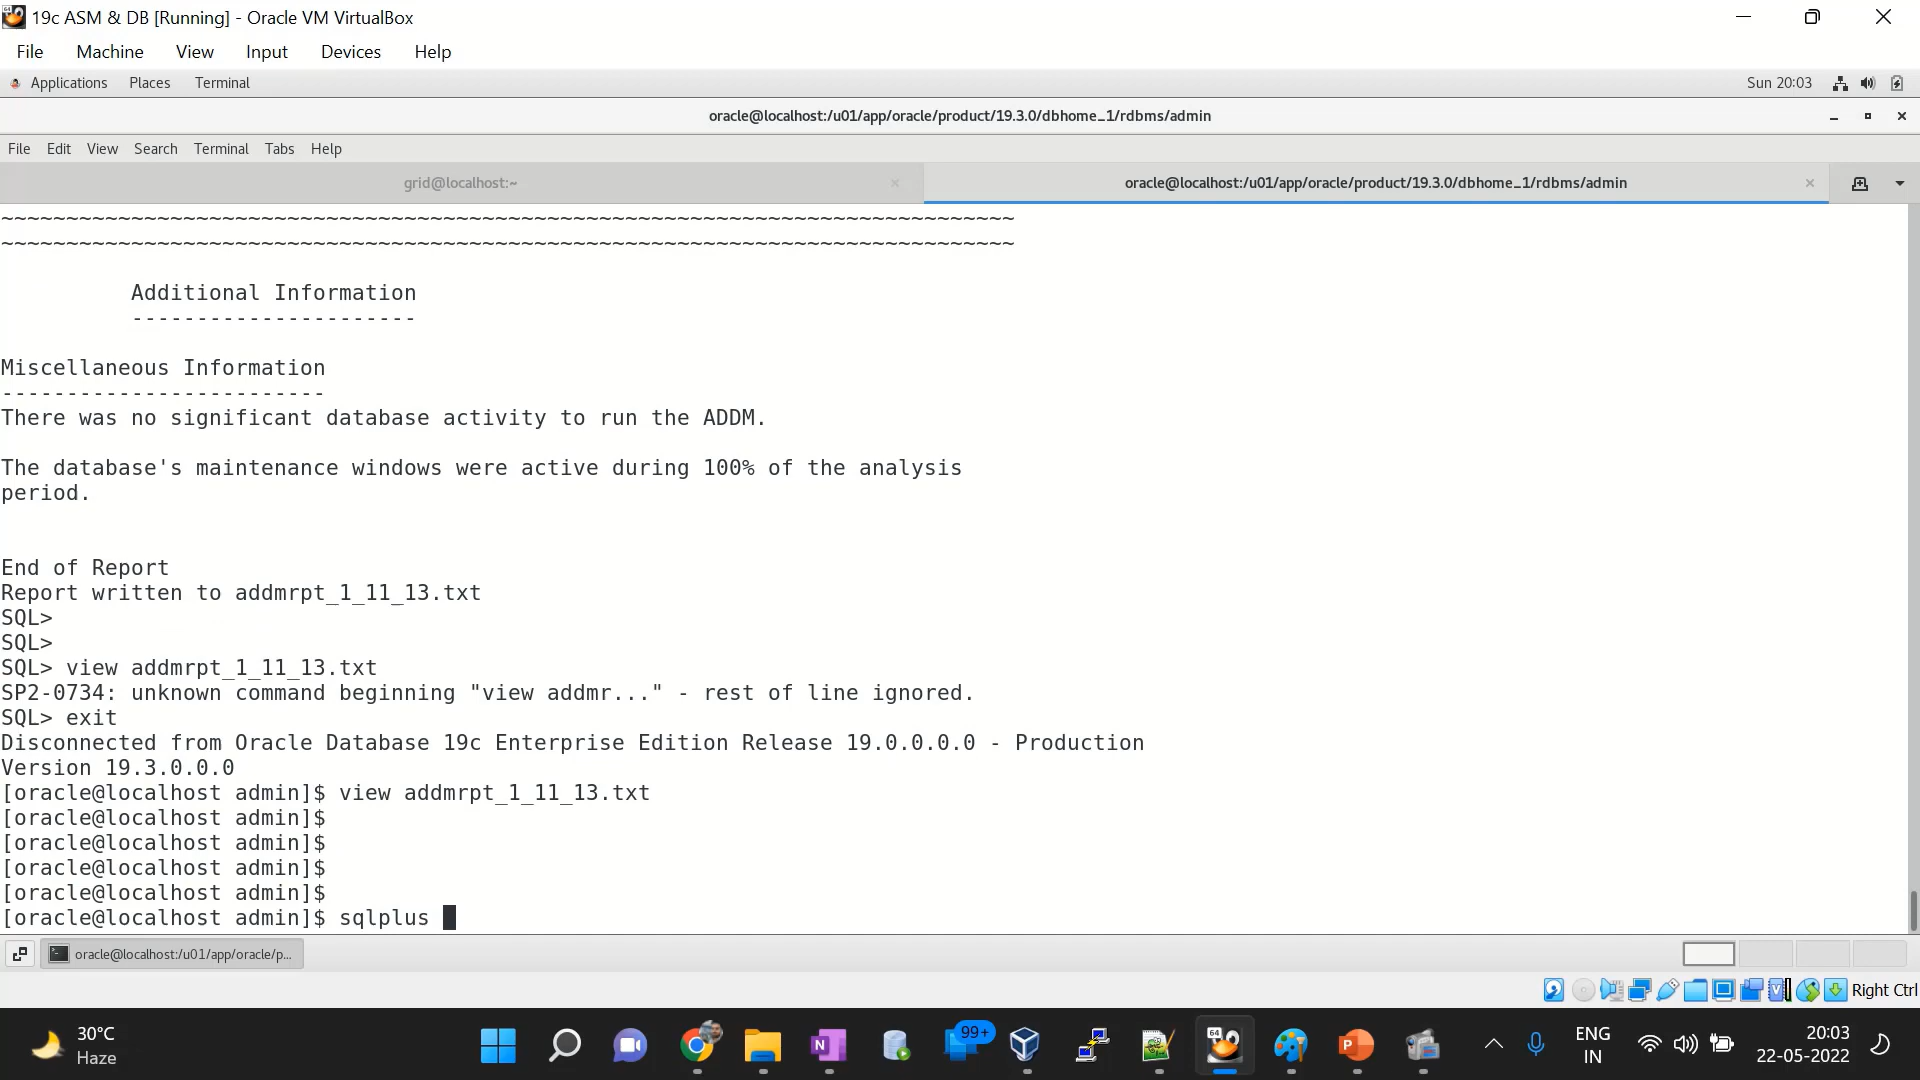 19c ASM & DB [Running] - Oracle VM VirtualBox
File Machine View Input Devices Help
Applications Places Terminal Sun 20:03
oracle@localhost:/u01/app/oracle/product/19.3.0/dbhome_1/rdbms/admin
File Edit View Search Terminal Tabs Help
grid@localhost:~ oracle@localhost:/u01/app/oracle/product/19.3.0/dbhome_1/rdbms/admin
~~~~~~~~~~~~~~~~~~~~~~~~~~~~~~~~~~~~~~~~~~~~~~~~~~~~~~~~~~~~~~~~~~~~~~~~~~~~~~
~~~~~~~~~~~~~~~~~~~~~~~~~~~~~~~~~~~~~~~~~~~~~~~~~~~~~~~~~~~~~~~~~~~~~~~~~~~~~~
Additional Information
----------------------
Miscellaneous Information
-------------------------
There was no significant database activity to run the ADDM.
The database's maintenance windows were active during 100% of the analysis
period.
End of Report
Report written to addmrpt_1_11_13.txt
SQL>
SQL>
SQL> view addmrpt_1_11_13.txt
SP2-0734: unknown command beginning "view addmr..." - rest of line ignored.
SQL> exit
Disconnected from Oracle Database 19c Enterprise Edition Release 19.0.0.0.0 - Production
Version 19.3.0.0.0
[oracle@localhost admin]$ view addmrpt_1_11_13.txt
[oracle@localhost admin]$
[oracle@localhost admin]$
[oracle@localhost admin]$
[oracle@localhost admin]$
[oracle@localhost admin]$ sqlplus
oracle@localhost:/u01/app/oracle/p...
Right Ctrl
30°C
Haze
99+
64
ENG
IN
20:03
22-05-2022